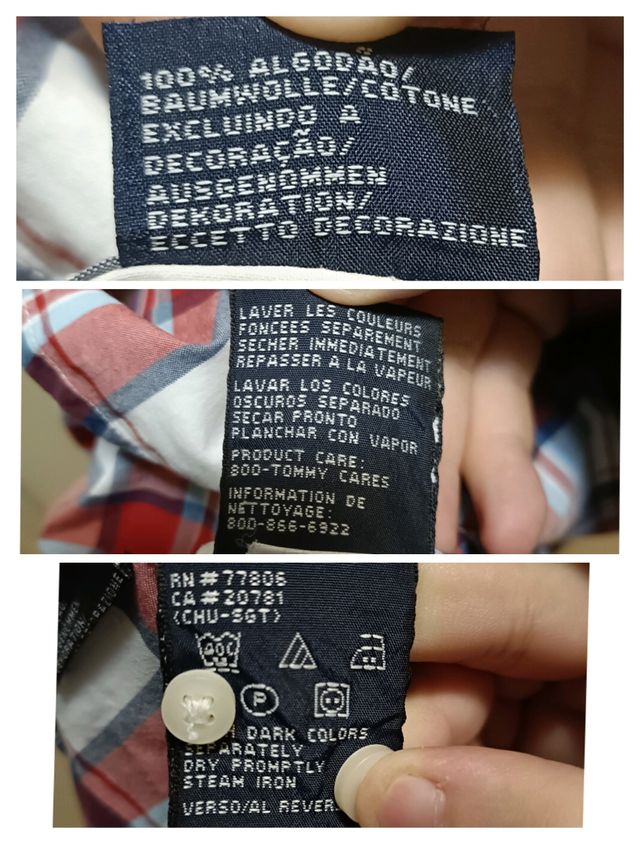 100% ALGODÃO/
BAUMWOLLE/COTONE
EXCLUINDO A
DECORAÇÃO/
AUSGENOMMEN
DEKORATION/
ECCETTO DECORAZIONE
LAVER LES COULEURS
FONCEES SEPAREMENT
SECHER IMMEDIATEMENT
REPASSER A LA VAPEUR
LAVAR LOS COLORES
OSCUROS SEPARADO
SECAR PRONTO
PLANCHAR CON VAPOR
PRODUCT CARE:
800-TOMMY CARES
INFORMATION DE
NETTOYAGE:
800-866-6922
RN#77806
CA#20781
(CHU-SGT)
P
DARK COLORS
SEPARATELY
DRY PROMPTLY
STEAM IRON
VERSO/AL REVER